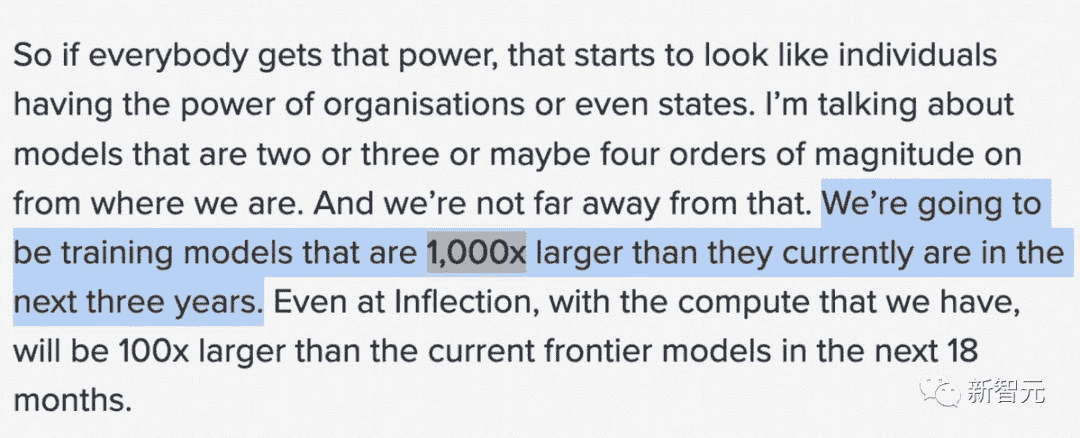 So if everybody gets that power, that starts to look like individuals
having the power of organisations or even states. I’m talking about
models that are two or three or maybe four orders of magnitude on
from where we are. And we’re not far away from that. We’re going to
be training models that are 1,000x larger than they currently are in the
next three years. Even at Inflection, with the compute that we have,
will be 100x larger than the current frontier models in the next 18
months.
新智元